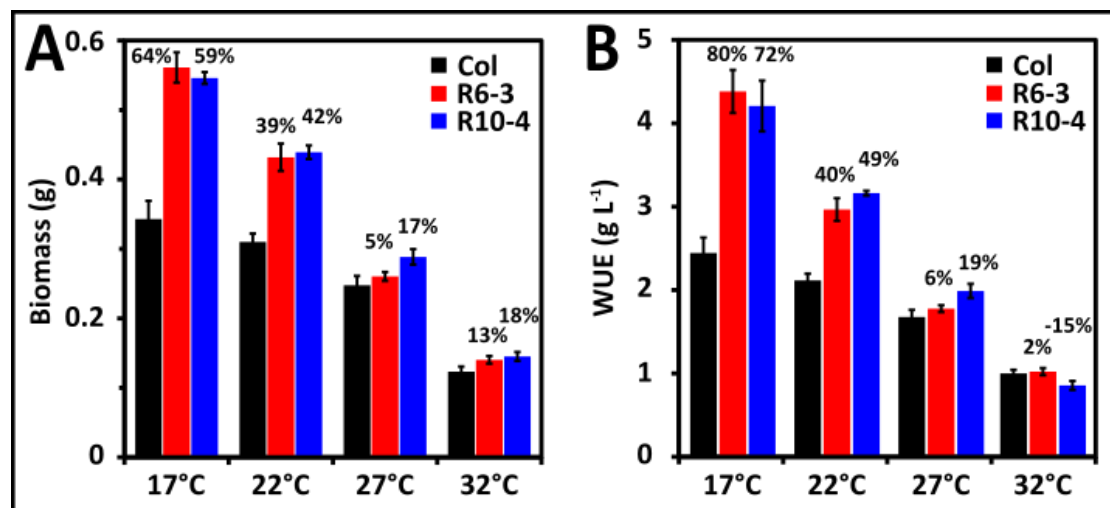 A
Biomass (g)
0.6
0.4
0.2
0
64%
59%
39%
42%
5%
17%
13%
18%
Col
R6-3
R10-4
17°C 22°C 27°C 32°C
B
WUE (g L-1)
5
4
3
2
1
0
80% 72%
40%
49%
6%
19%
2%
-15%
Col
R6-3
R10-4
17°C 22°C 27°C 32°C